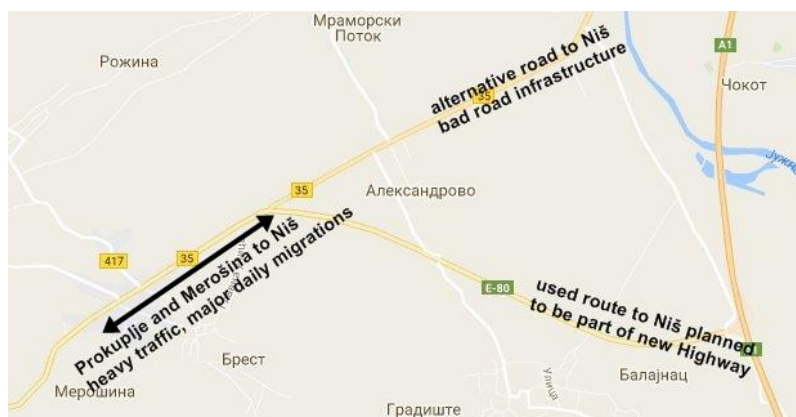 Мраморски
Поток
Рожина
A1
Чокот
alternative road to Niš
bad road infrastructure
35
Александрово
35
417
35
Prokuplje and Merošina to Niš
heavy traffic, major daily migrations
E-80
used route to Niš planned
to be part of new Highway
Брест
Мерошина
Улица
Балајнац
Градиште